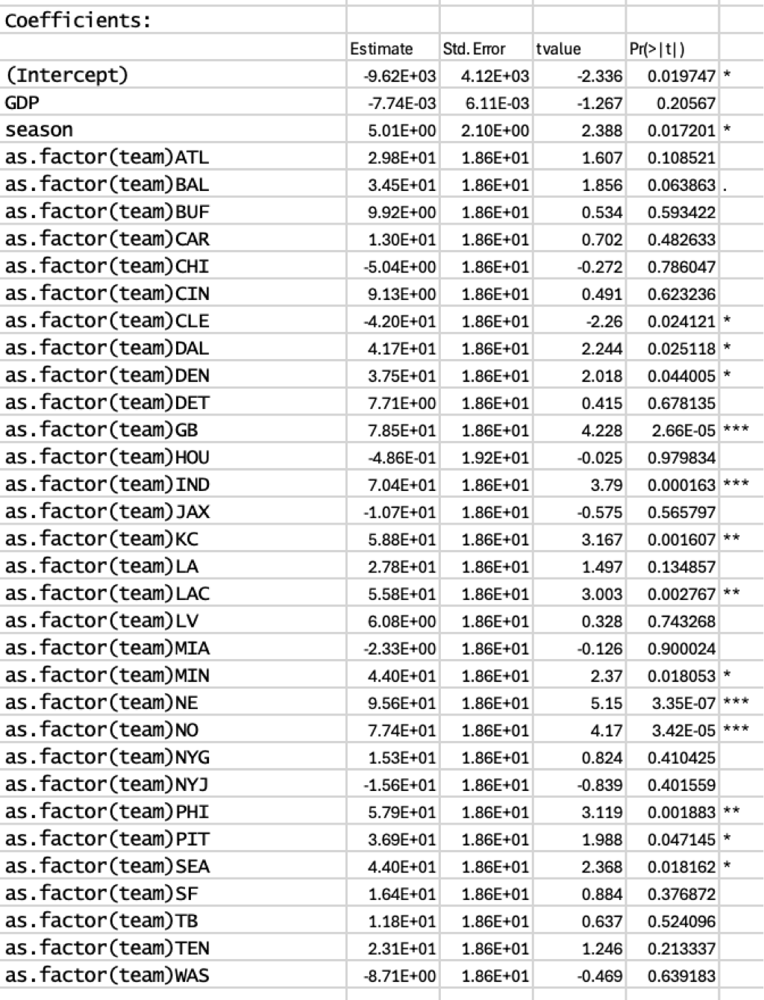 Coefficients:
Estimate Std. Error t value Pr(>|t|)
(Intercept) -9.62E+03 4.12E+03 -2.336 0.019747 *
GDP -7.74E-03 6.11E-03 -1.267 0.20567
season 5.01E+00 2.10E+00 2.388 0.017201 *
as.factor(team)ATL 2.98E+01 1.86E+01 1.607 0.108521
as.factor(team)BAL 3.45E+01 1.86E+01 1.856 0.063863 .
as.factor(team)BUF 9.92E+00 1.86E+01 0.534 0.593422
as.factor(team)CAR 1.30E+01 1.86E+01 0.702 0.482633
as.factor(team)CHI -5.04E+00 1.86E+01 -0.272 0.786047
as.factor(team)CIN 9.13E+00 1.86E+01 0.491 0.623236
as.factor(team)CLE -4.20E+01 1.86E+01 -2.26 0.024121 *
as.factor(team)DAL 4.17E+01 1.86E+01 2.244 0.025118 *
as.factor(team)DEN 3.75E+01 1.86E+01 2.018 0.044005 *
as.factor(team)DET 7.71E+00 1.86E+01 0.415 0.678135
as.factor(team)GB 7.85E+01 1.86E+01 4.228 2.66E-05 ***
as.factor(team)HOU -4.86E-01 1.92E+01 -0.025 0.979834
as.factor(team)IND 7.04E+01 1.86E+01 3.79 0.000163 ***
as.factor(team)JAX -1.07E+01 1.86E+01 -0.575 0.565797
as.factor(team)KC 5.88E+01 1.86E+01 3.167 0.001607 **
as.factor(team)LA 2.78E+01 1.86E+01 1.497 0.134857
as.factor(team)LAC 5.58E+01 1.86E+01 3.003 0.002767 **
as.factor(team)LV 6.08E+00 1.86E+01 0.328 0.743268
as.factor(team)MIA -2.33E+00 1.86E+01 -0.126 0.900024
as.factor(team)MIN 4.40E+01 1.86E+01 2.37 0.018053 *
as.factor(team)NE 9.56E+01 1.86E+01 5.15 3.35E-07 ***
as.factor(team)NO 7.74E+01 1.86E+01 4.17 3.42E-05 ***
as.factor(team)NYG 1.53E+01 1.86E+01 0.824 0.410425
as.factor(team)NYJ -1.56E+01 1.86E+01 -0.839 0.401559
as.factor(team)PHI 5.79E+01 1.86E+01 3.119 0.001883 **
as.factor(team)PIT 3.69E+01 1.86E+01 1.988 0.047145 *
as.factor(team)SEA 4.40E+01 1.86E+01 2.368 0.018162 *
as.factor(team)SF 1.64E+01 1.86E+01 0.884 0.376872
as.factor(team)TB 1.18E+01 1.86E+01 0.637 0.524096
as.factor(team)TEN 2.31E+01 1.86E+01 1.246 0.213337
as.factor(team)WAS -8.71E+00 1.86E+01 -0.469 0.639183